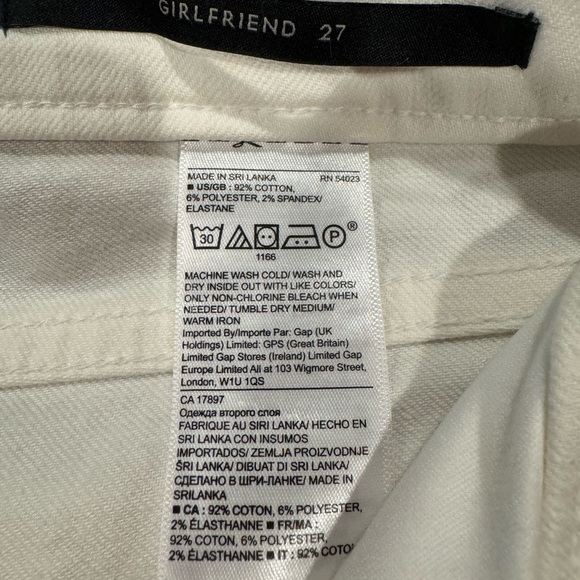 GIRLFRIEND 27
MADE IN SRI LANKA RN 54023
■ US/GB : 92% COTTON,
6% POLYESTER, 2% SPANDEX/
ELASTANE
30 P ®
1166
MACHINE WASH COLD/ WASH AND
DRY INSIDE OUT WITH LIKE COLORS/
ONLY NON-CHLORINE BLEACH WHEN
NEEDED/ TUMBLE DRY MEDIUM/
WARM IRON
Imported By/Importe Par: Gap (UK
Holdings) Limited: GPS (Great Britain)
Limited Gap Stores (Ireland) Limited Gap
Europe Limited All at 103 Wigmore Street,
London, W1U 1QS
CA 17897
Одежда второго слоя
FABRIQUE AU SRI LANKA/ HECHO EN
SRI LANKA CON INSUMOS
IMPORTADOS/ ZEMLJA PROIZVODNJE
ŠRI LANKA/ DIBUAT DI SRI LANKA/
СДЕЛАНО В ШРИ-ЛАНКЕ/ MADE IN
SRILANKA
■ CA : 92% COTTON, 6% POLYESTER,
2% ÉLASTHANNE ■ FR/MA :
92% COTON, 6% POLYESTER,
2% ÉLASTHANNE ■ IT : 92%